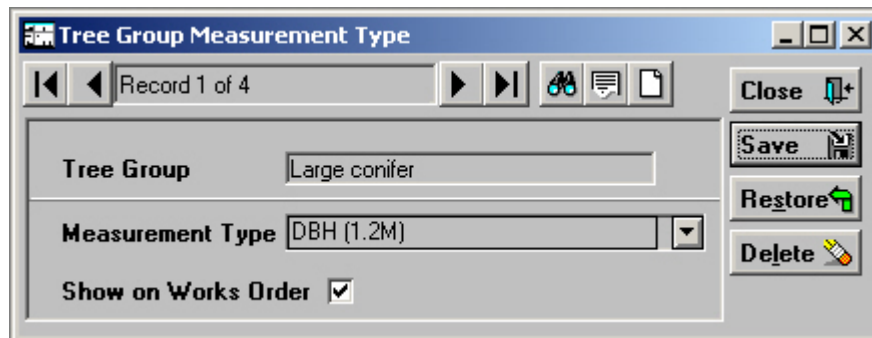 Tree Group Measurement Type
Record 1 of 4
Close
Save
Tree Group Large conifer
Restore
Measurement Type DBH (1.2M)
Delete
Show on Works Order